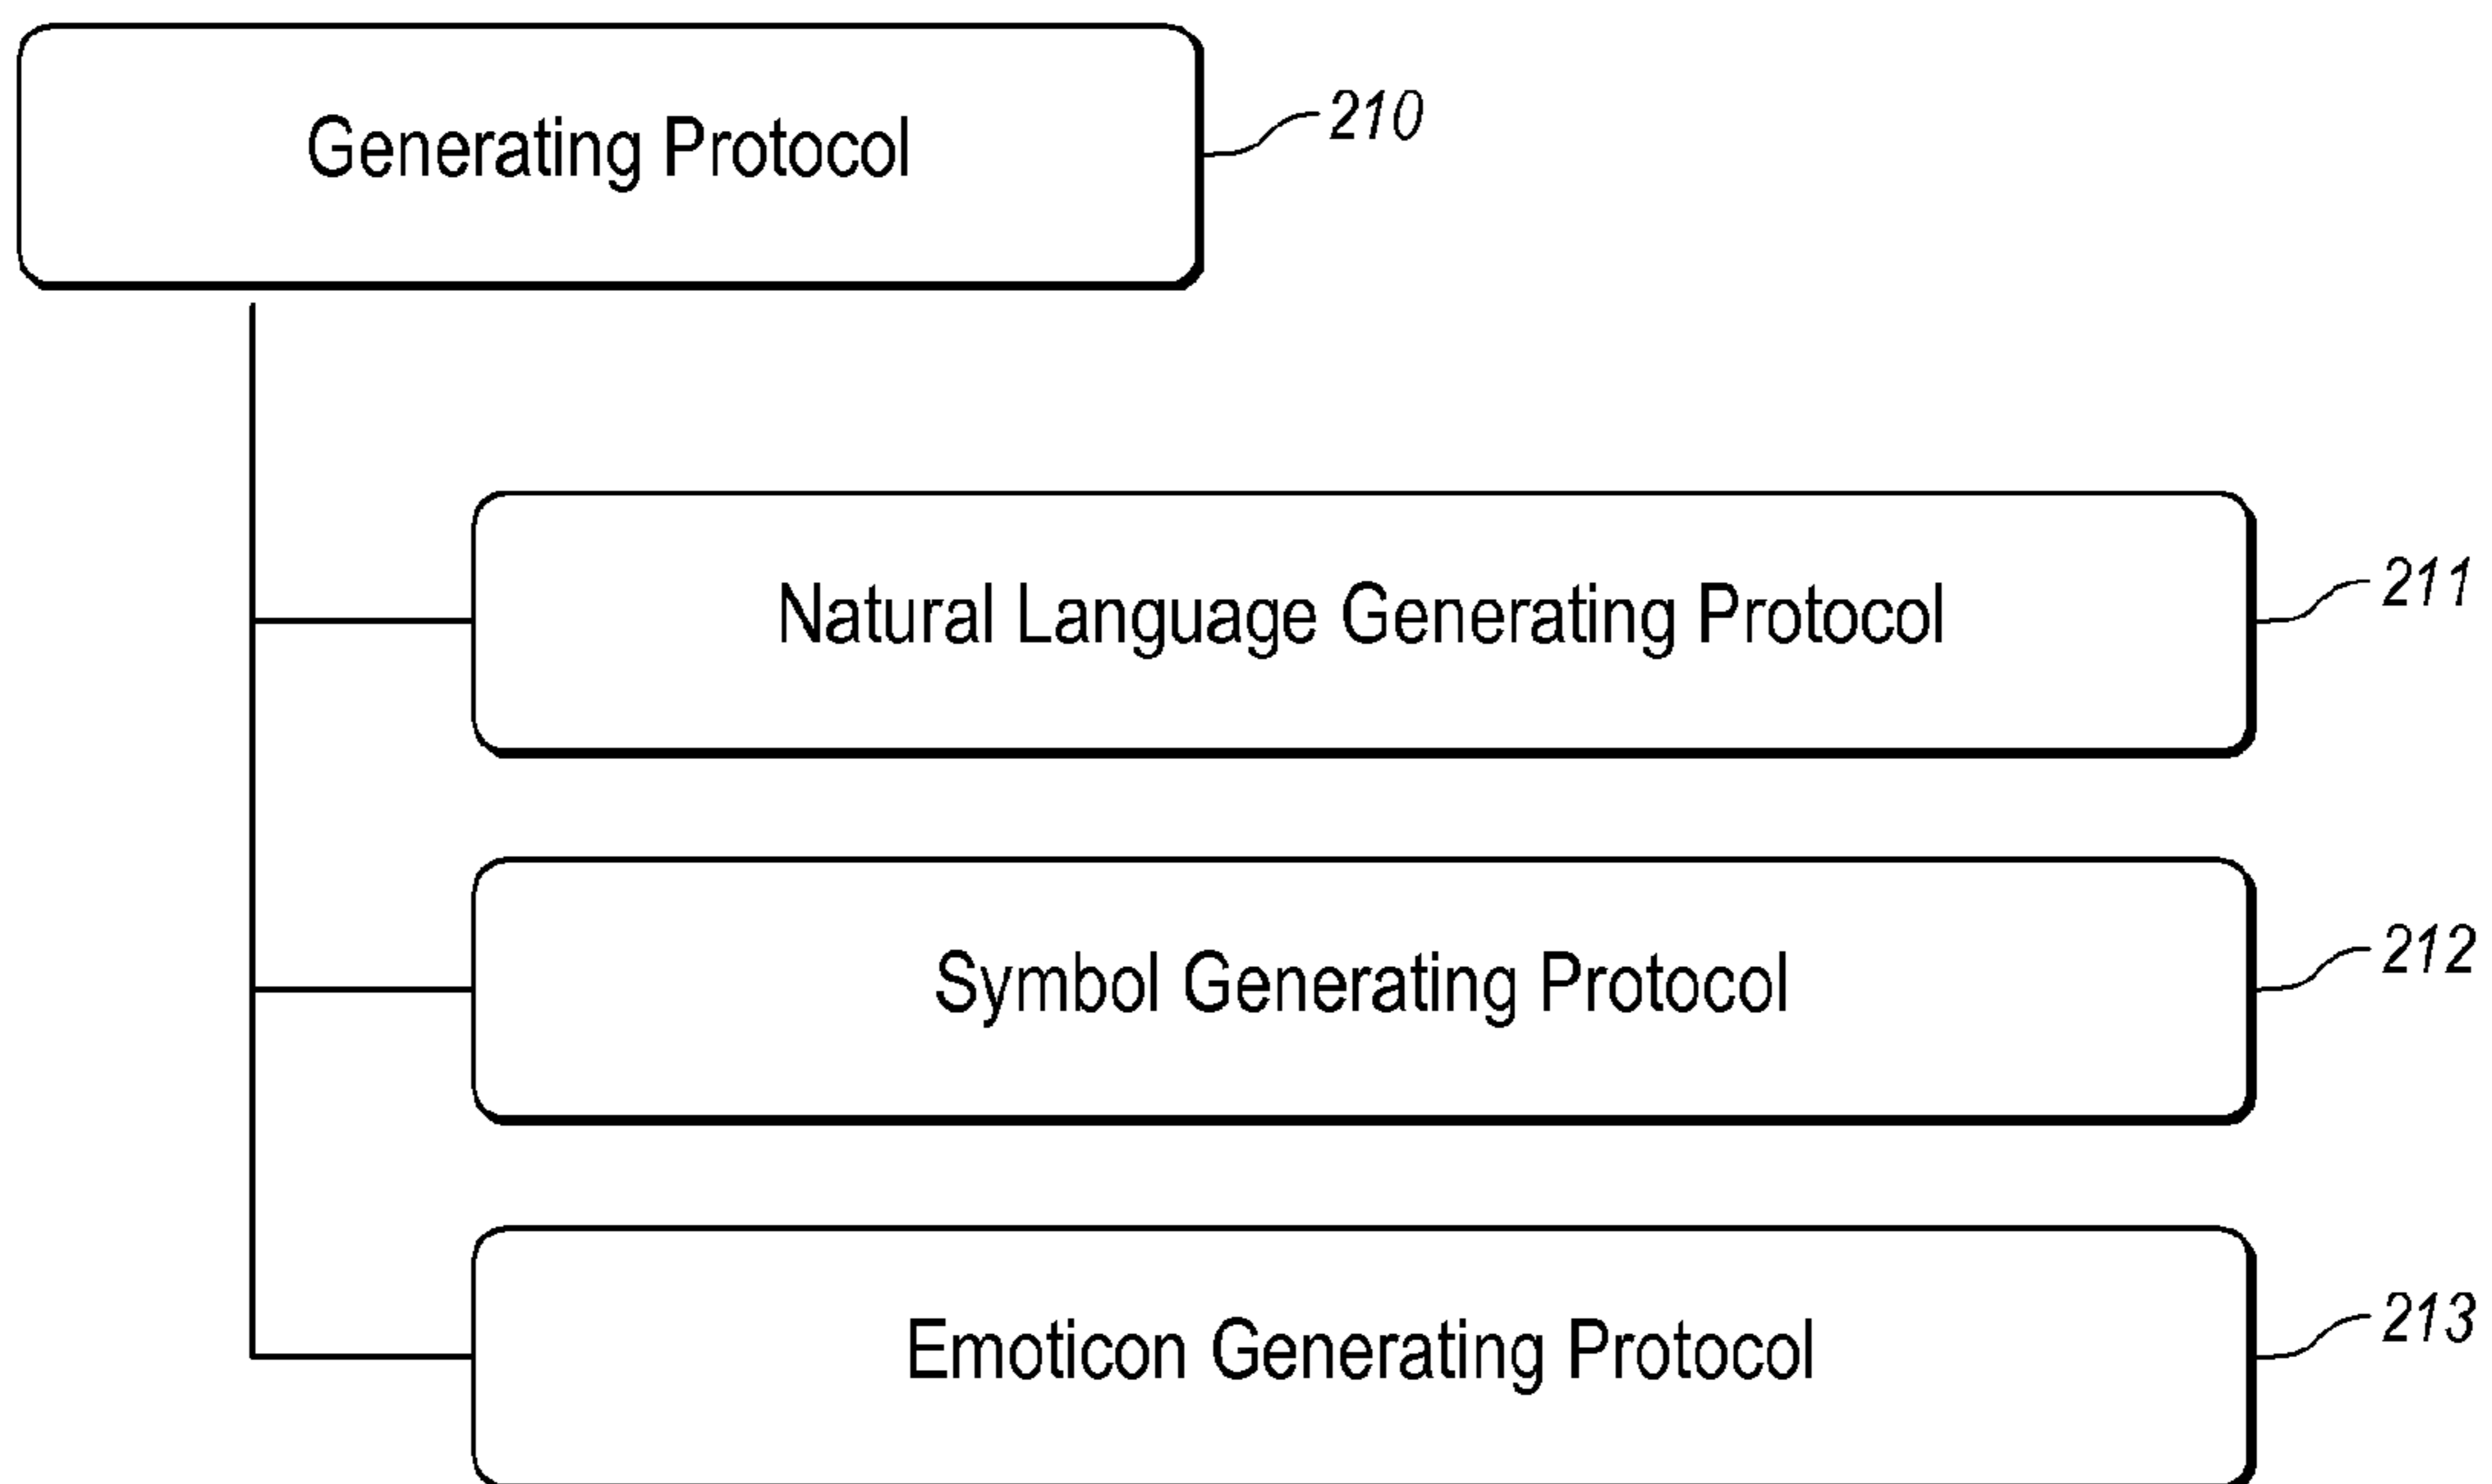 Generating Protocol
210
Natural Language Generating Protocol
211
Symbol Generating Protocol
212
Emoticon Generating Protocol
213